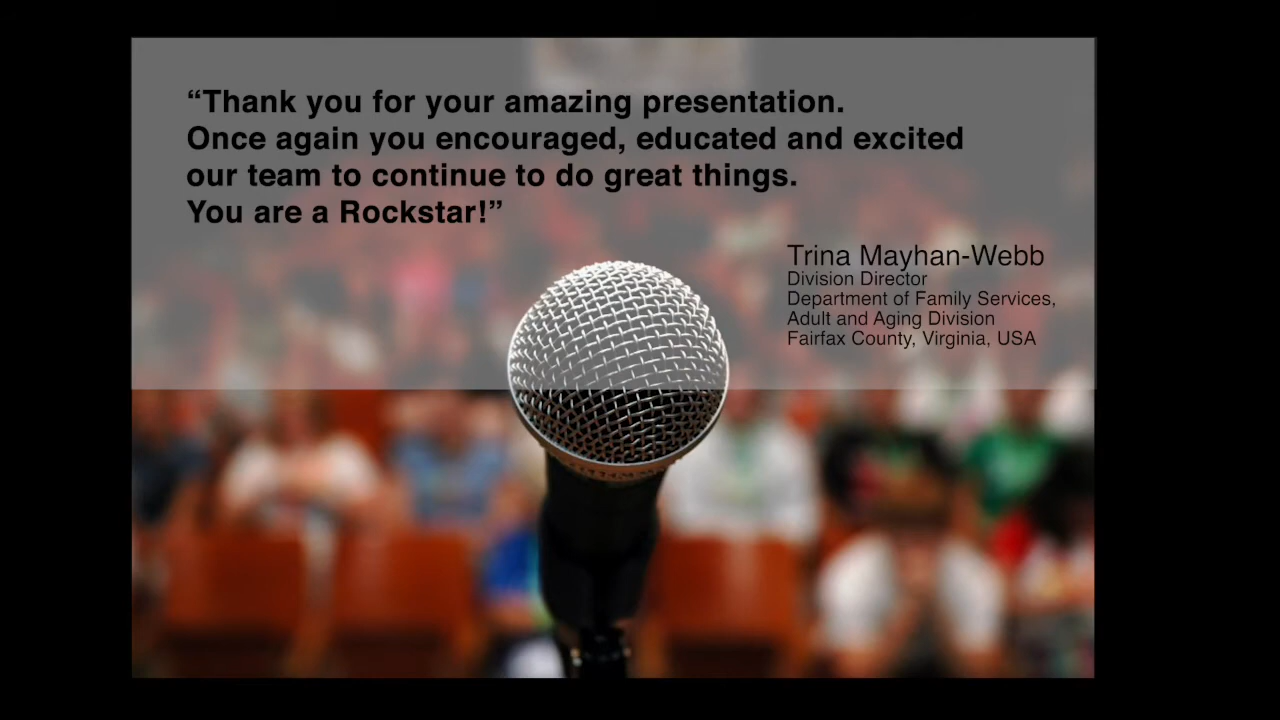 “Thank you for your amazing presentation.
Once again you encouraged, educated and excited
our team to continue to do great things.
You are a Rockstar!”
Trina Mayhan-Webb
Division Director
Department of Family Services,
Adult and Aging Division
Fairfax County, Virginia, USA